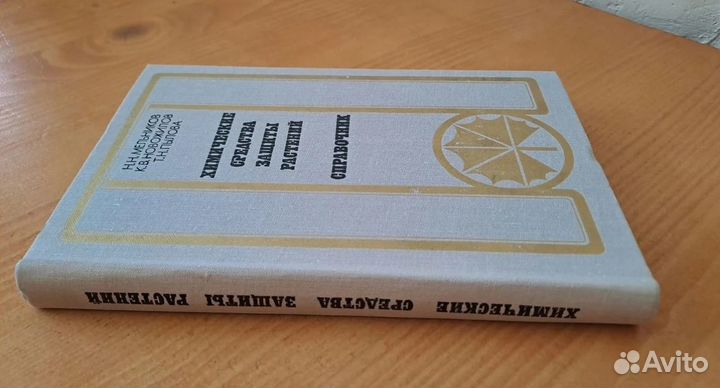 Н.Н.МЕЛЬНИКОВ
К.В.НОВОЖИЛОВ
Т.Н.ПЫЛОВА
ХИМИЧЕСКИЕ
СРЕДСТВА
ЗАЩИТЫ
РАСТЕНИЙ
СПРАВОЧНИК
ХИМИЧЕСКИЕ СРЕДСТВА ЗАЩИТЫ РАСТЕНИЙ
Avito